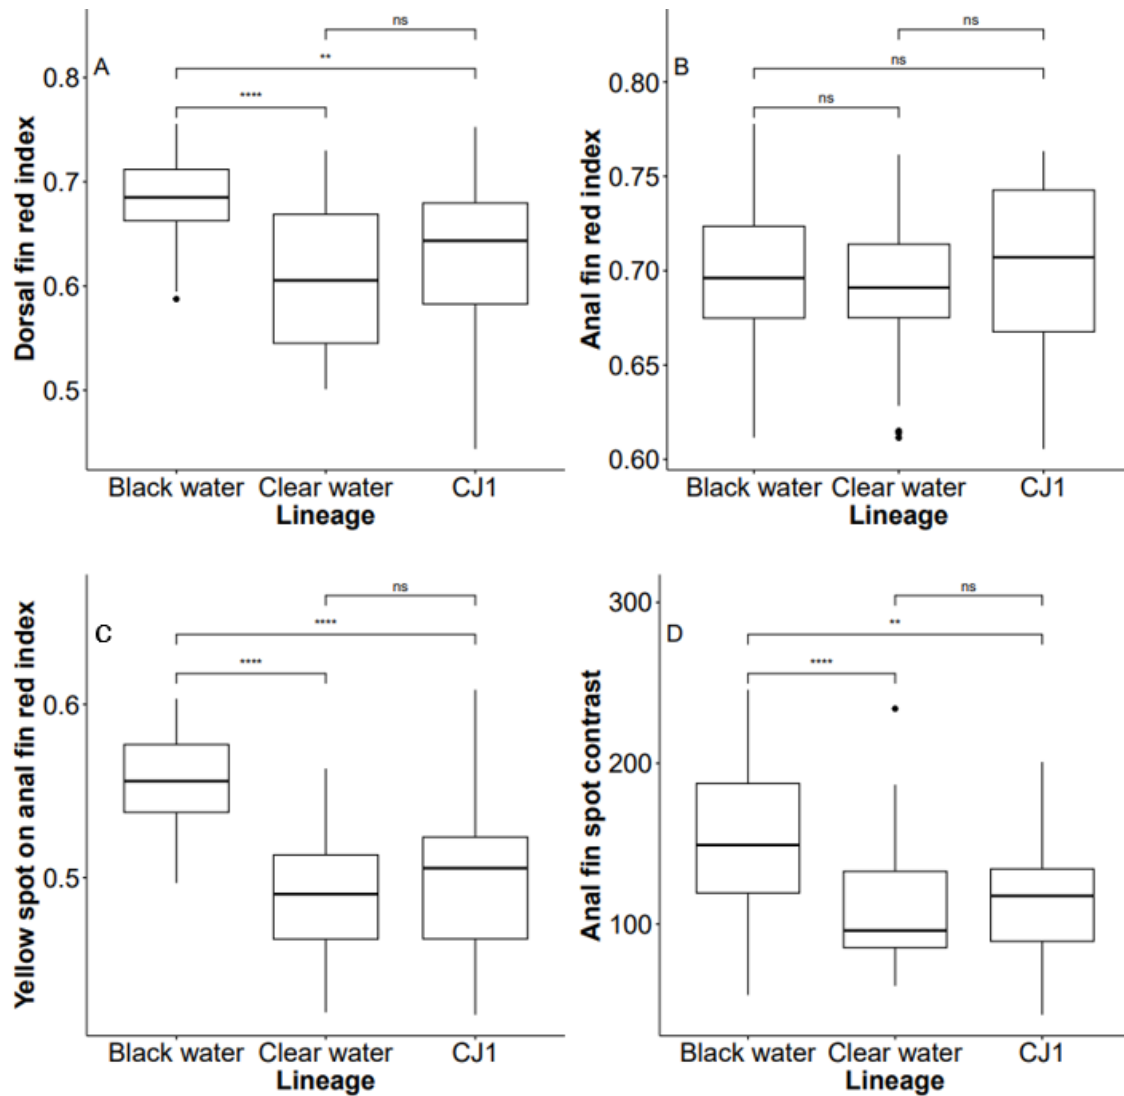 ns
A
**
0.8
****
0.7
0.6
0.5
Dorsal fin red index
Black water Clear water CJ1
Lineage
ns
B
ns
0.80
ns
0.75
0.70
0.65
0.60
Anal fin red index
Black water Clear water CJ1
Lineage
ns
C
****
****
0.6
0.5
Yellow spot on anal fin red index
Black water Clear water CJ1
Lineage
ns
300
D
**
****
200
100
Anal fin spot contrast
Black water Clear water CJ1
Lineage